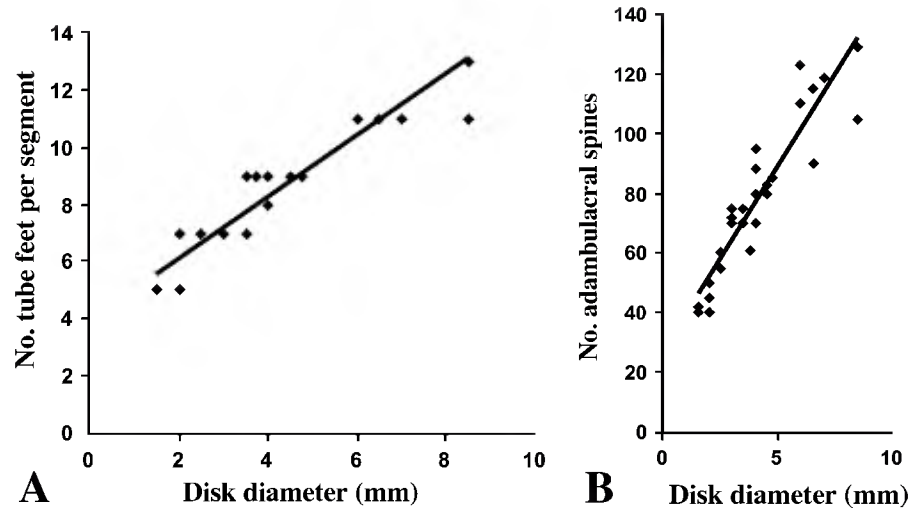 No. tube feet per segment
14
12
10
8
6
4
2
0
0 2 4 6 8 10
Disk diameter (mm)
A
No. adambulacral spines
140
120
100
80
60
40
20
0
0 5 10
Disk diameter (mm)
B